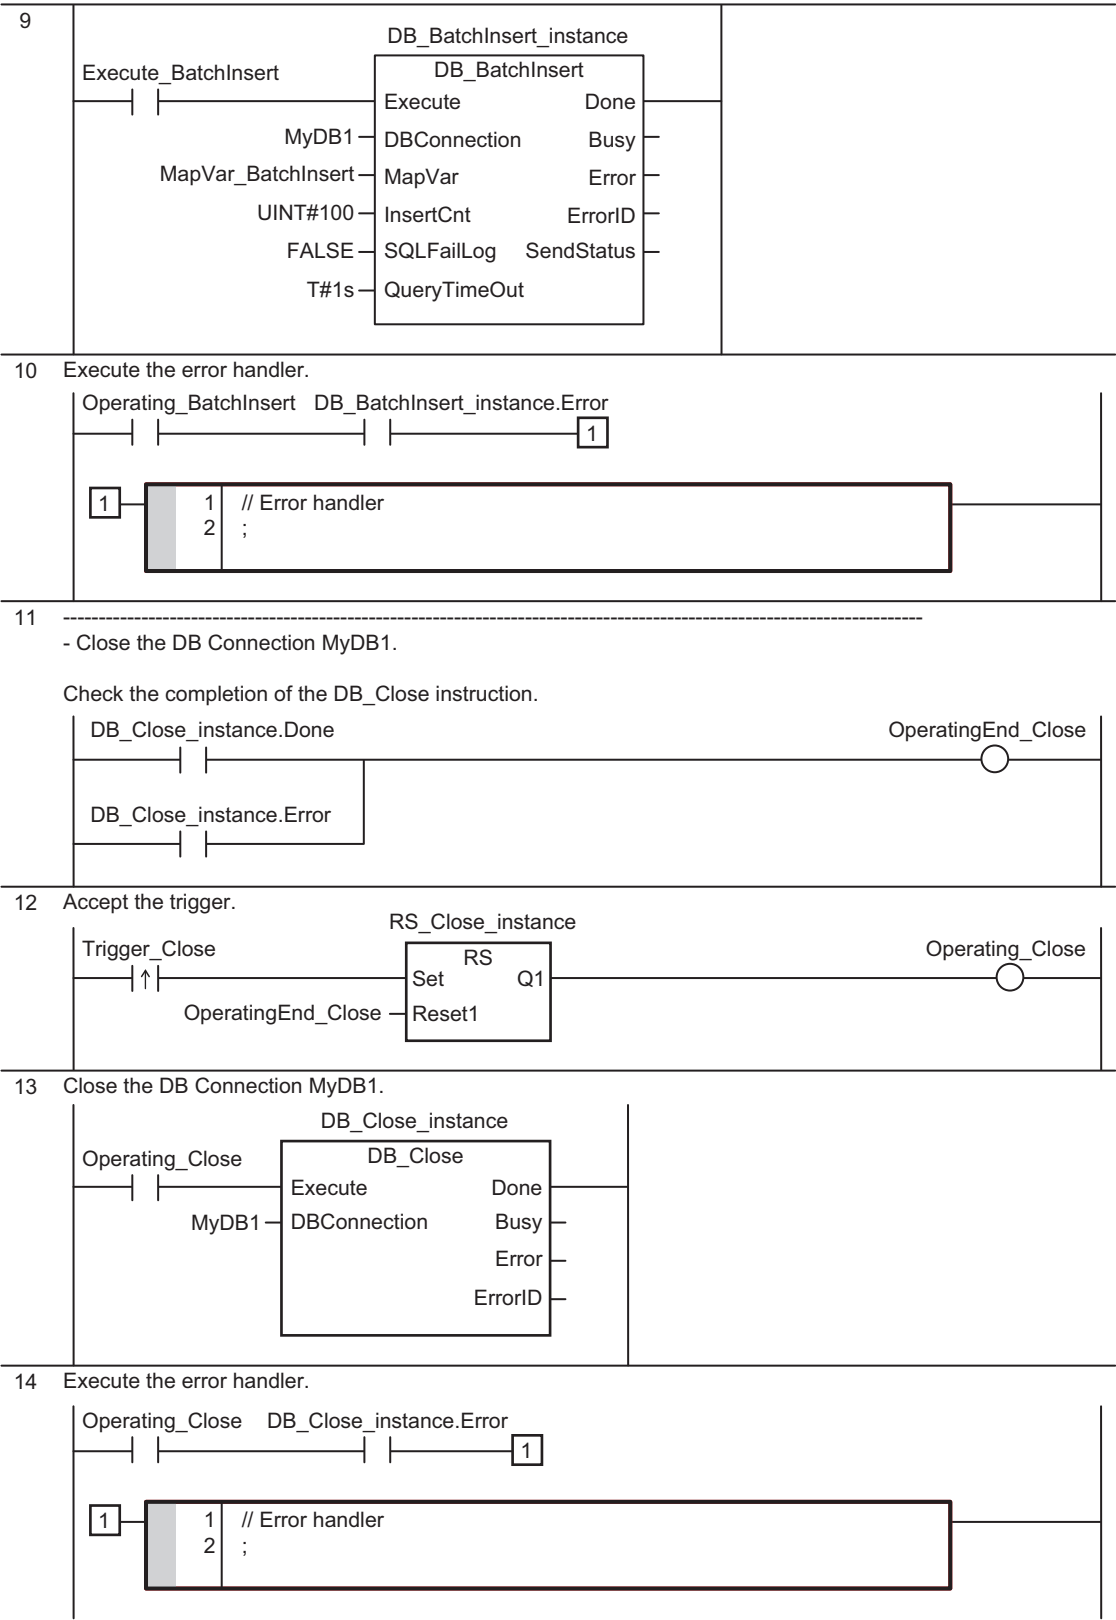 9
DB_BatchInsert_instance
Execute_BatchInsert
DB_BatchInsert
Execute Done
MyDB1 DBConnection Busy
MapVar_BatchInsert MapVar Error
UINT#100 InsertCnt ErrorID
FALSE SQLFailLog SendStatus
T#1s QueryTimeOut
10 Execute the error handler.
Operating_BatchInsert DB_BatchInsert_instance.Error
1
1 1 // Error handler
2 ;
11 ----------------------------------------------------------------------------------------------------------------------------
- Close the DB Connection MyDB1.
Check the completion of the DB_Close instruction.
DB_Close_instance.Done OperatingEnd_Close
DB_Close_instance.Error
12 Accept the trigger.
RS_Close_instance
Trigger_Close RS Operating_Close
↑ Set Q1
OperatingEnd_Close Reset1
13 Close the DB Connection MyDB1.
DB_Close_instance
Operating_Close DB_Close
Execute Done
MyDB1 DBConnection Busy
Error
ErrorID
14 Execute the error handler.
Operating_Close DB_Close_instance.Error
1
1 1 // Error handler
2 ;